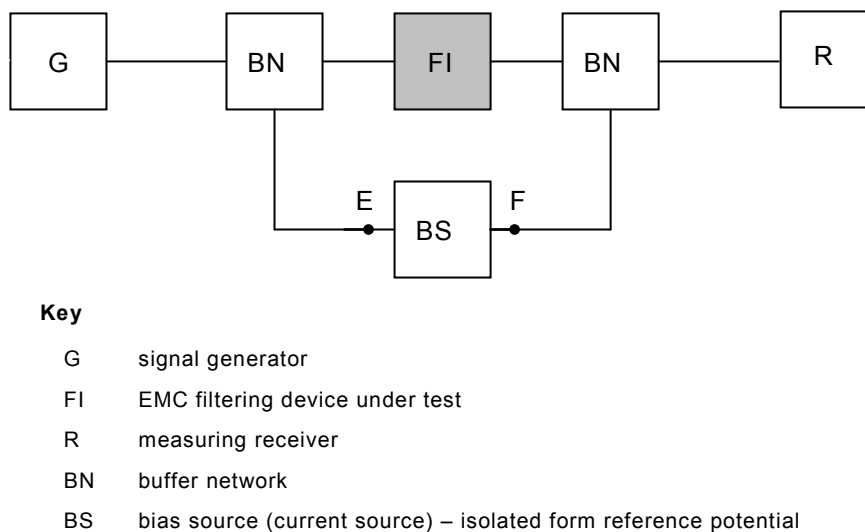 G BN FI BN R
E F
BS
Key
G signal generator
FI EMC filtering device under test
R measuring receiver
BN buffer network
BS bias source (current source) – isolated form reference potential